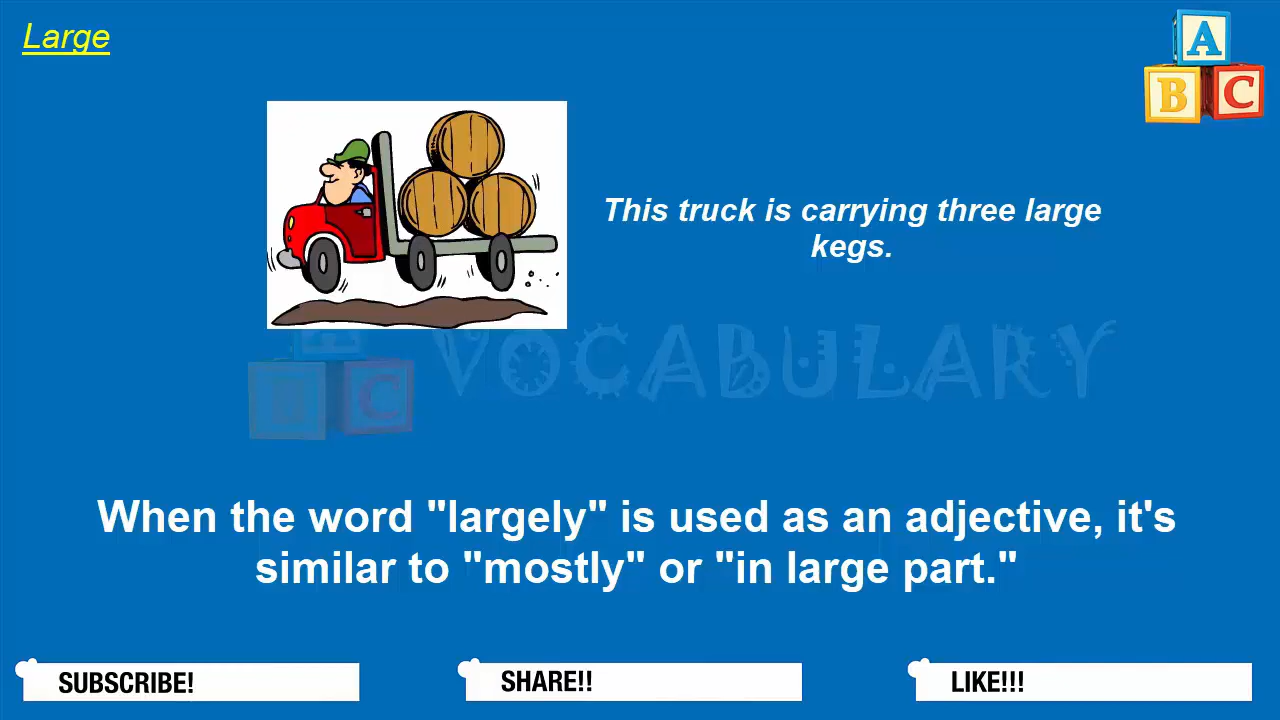 Large
A
B C
This truck is carrying three large
kegs.
A
B C
VOCABULARY
When the word "largely" is used as an adjective, it's
similar to "mostly" or "in large part."
SUBSCRIBE!
SHARE!!
LIKE!!!